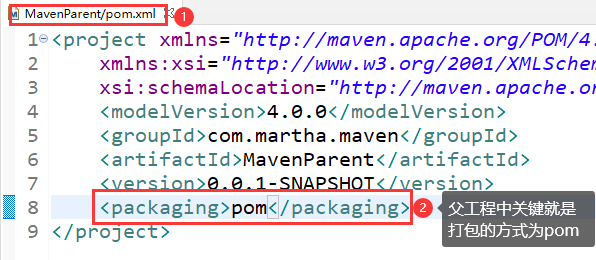 MavenParent/pom.xml
1
1 <project xmlns="http://maven.apache.org/POM/4.
2 xmlns:xsi="http://www.w3.org/2001/XMLSchem
3 xsi:schemaLocation="http://maven.apache.or
4 <modelVersion>4.0.0</modelVersion>
5 <groupId>com.martha.maven</groupId>
6 <artifactId>MavenParent</artifactId>
7 <version>0.0.1-SNAPSHOT</version>
8 <packaging>pom</packaging>
2
父工程中关键就是
打包的方式为pom
9 </project>